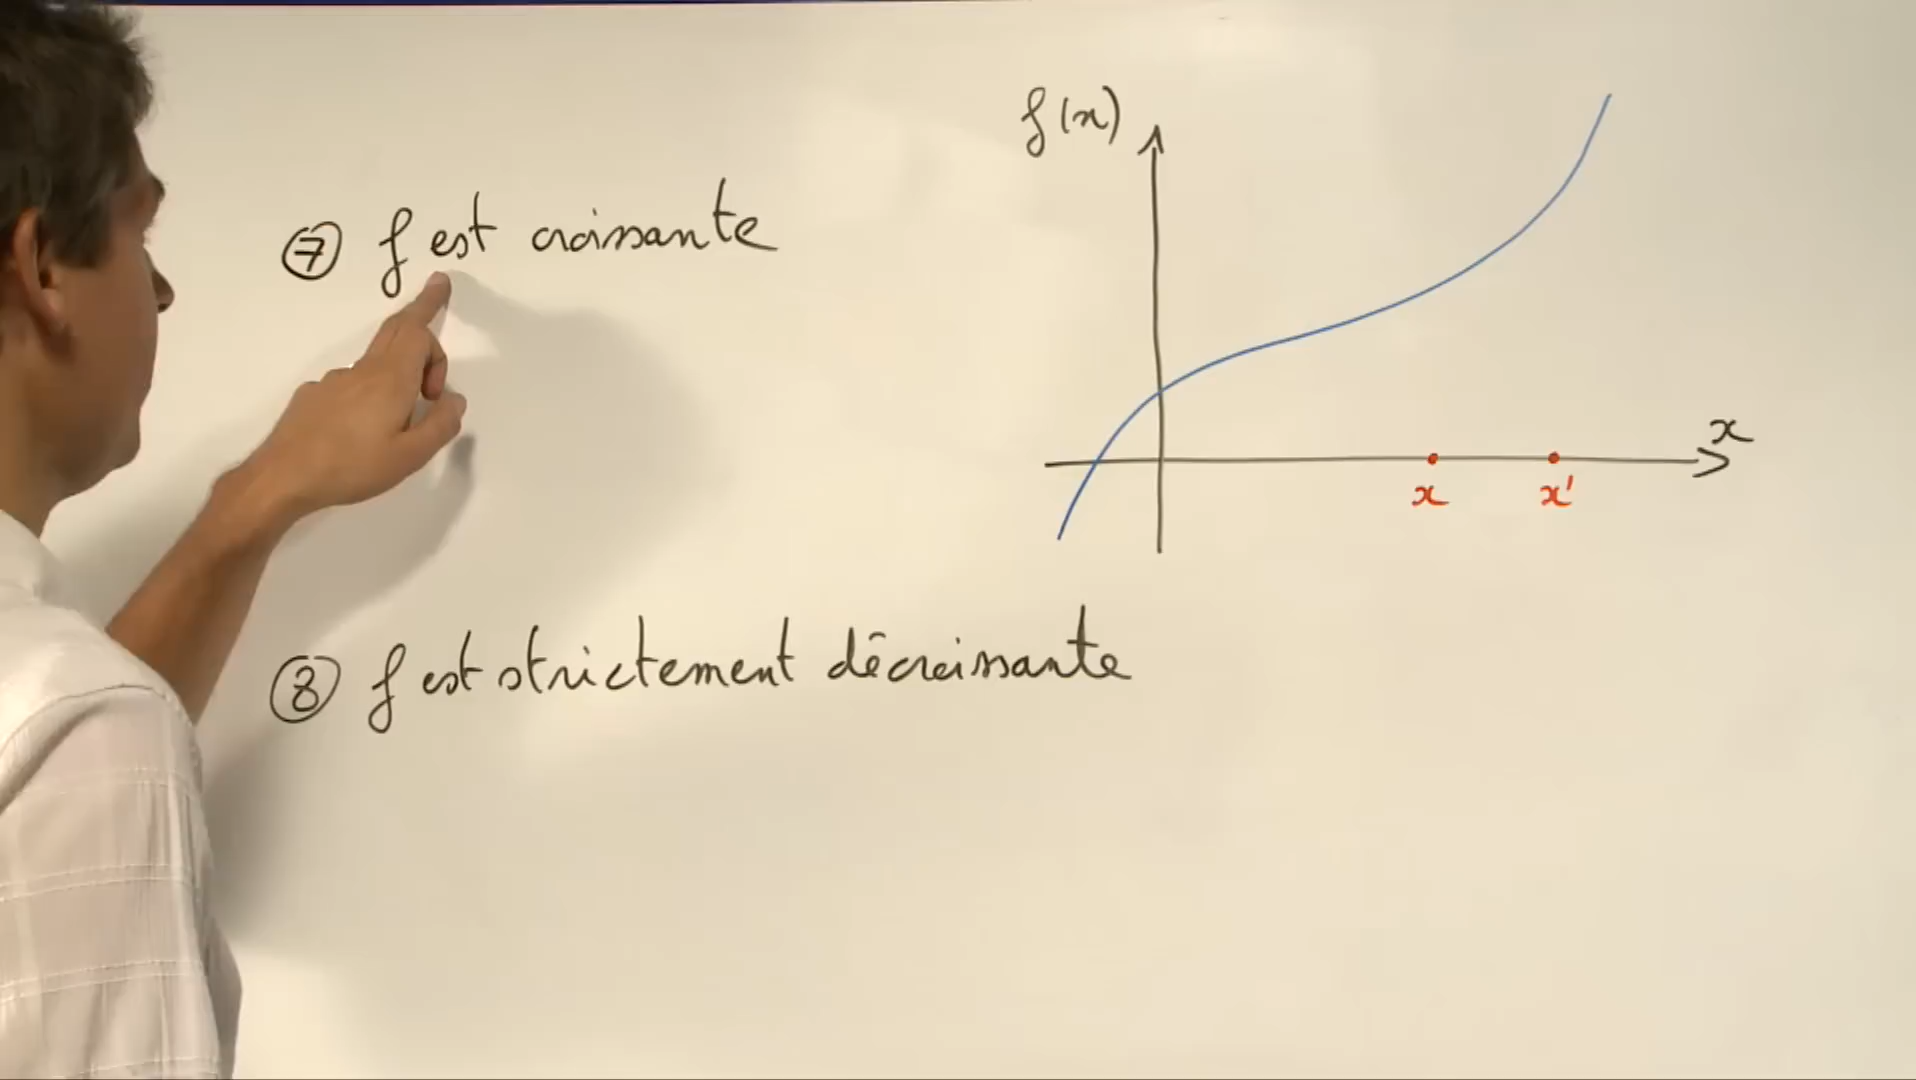 ⑦ f est croissante
f(x)
x
x x'
⑧ f est strictement décroissante